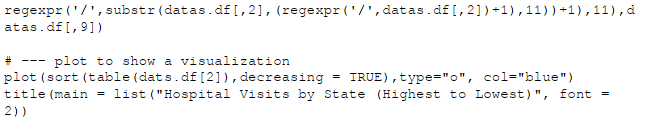 regexpr('/',substr(datas.df[,2],(regexpr('/',datas.df[,2])+1),11))+1),11),d
atas.df[,9])
# --- plot to show a visualization
plot(sort(table(dats.df[2]),decreasing = TRUE),type="o", col="blue")
title(main = list("Hospital Visits by State (Highest to Lowest)", font =
2))